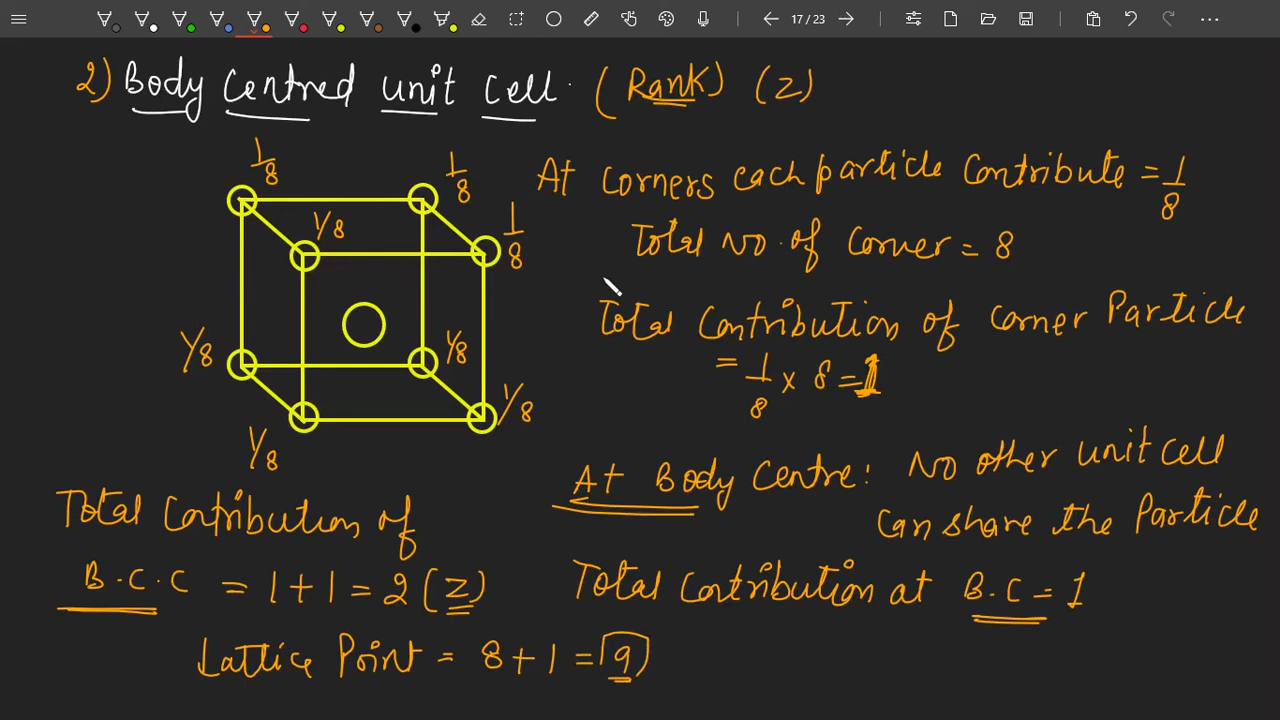 17 / 23
2) Body Centred unit cell. (Rank) (Z)
1/8
1/8
1/8
1/8
1/8
1/8
1/8
1/8
At corners each particle Contribute = 1/8
Total No. of Corner = 8
Total Contribution of Corner Particle
= 1/8 x 8 = 1
At Body Centre: No other unit cell
Can share the Particle
Total Contribution at B.C = 1
Total Contribution of
B.C.C = 1 + 1 = 2 (Z)
Lattice Point = 8 + 1 = 9